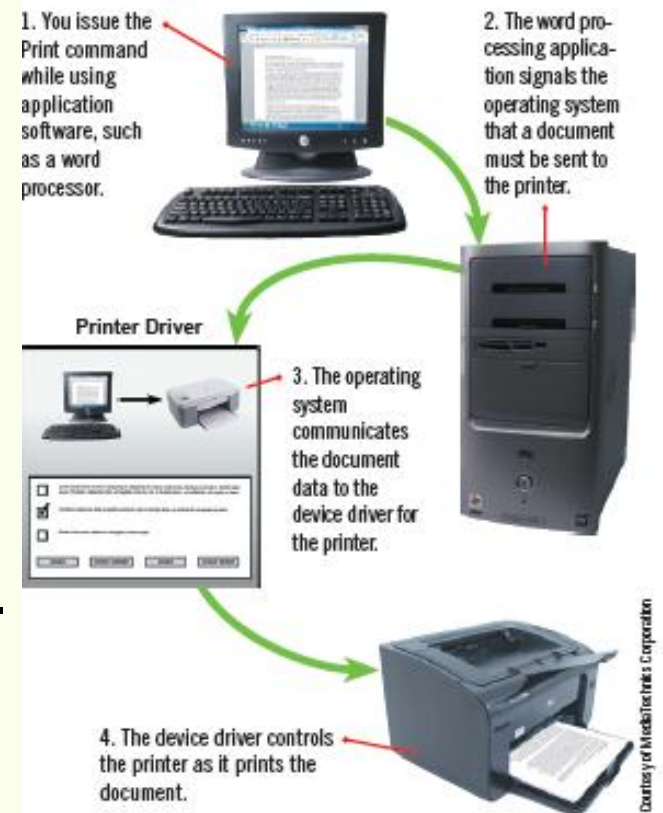 1. You issue the
Print command
while using
application
software, such
as a word
processor.
2. The word pro-
cessing applica-
tion signals the
operating system
that a document
must be sent to
the printer.
Printer Driver
3. The operating
system
communicates
the document
data to the
device driver for
the printer.
4. The device driver controls
the printer as it prints the
document.
Courtesy of MediaTechnics Corporation